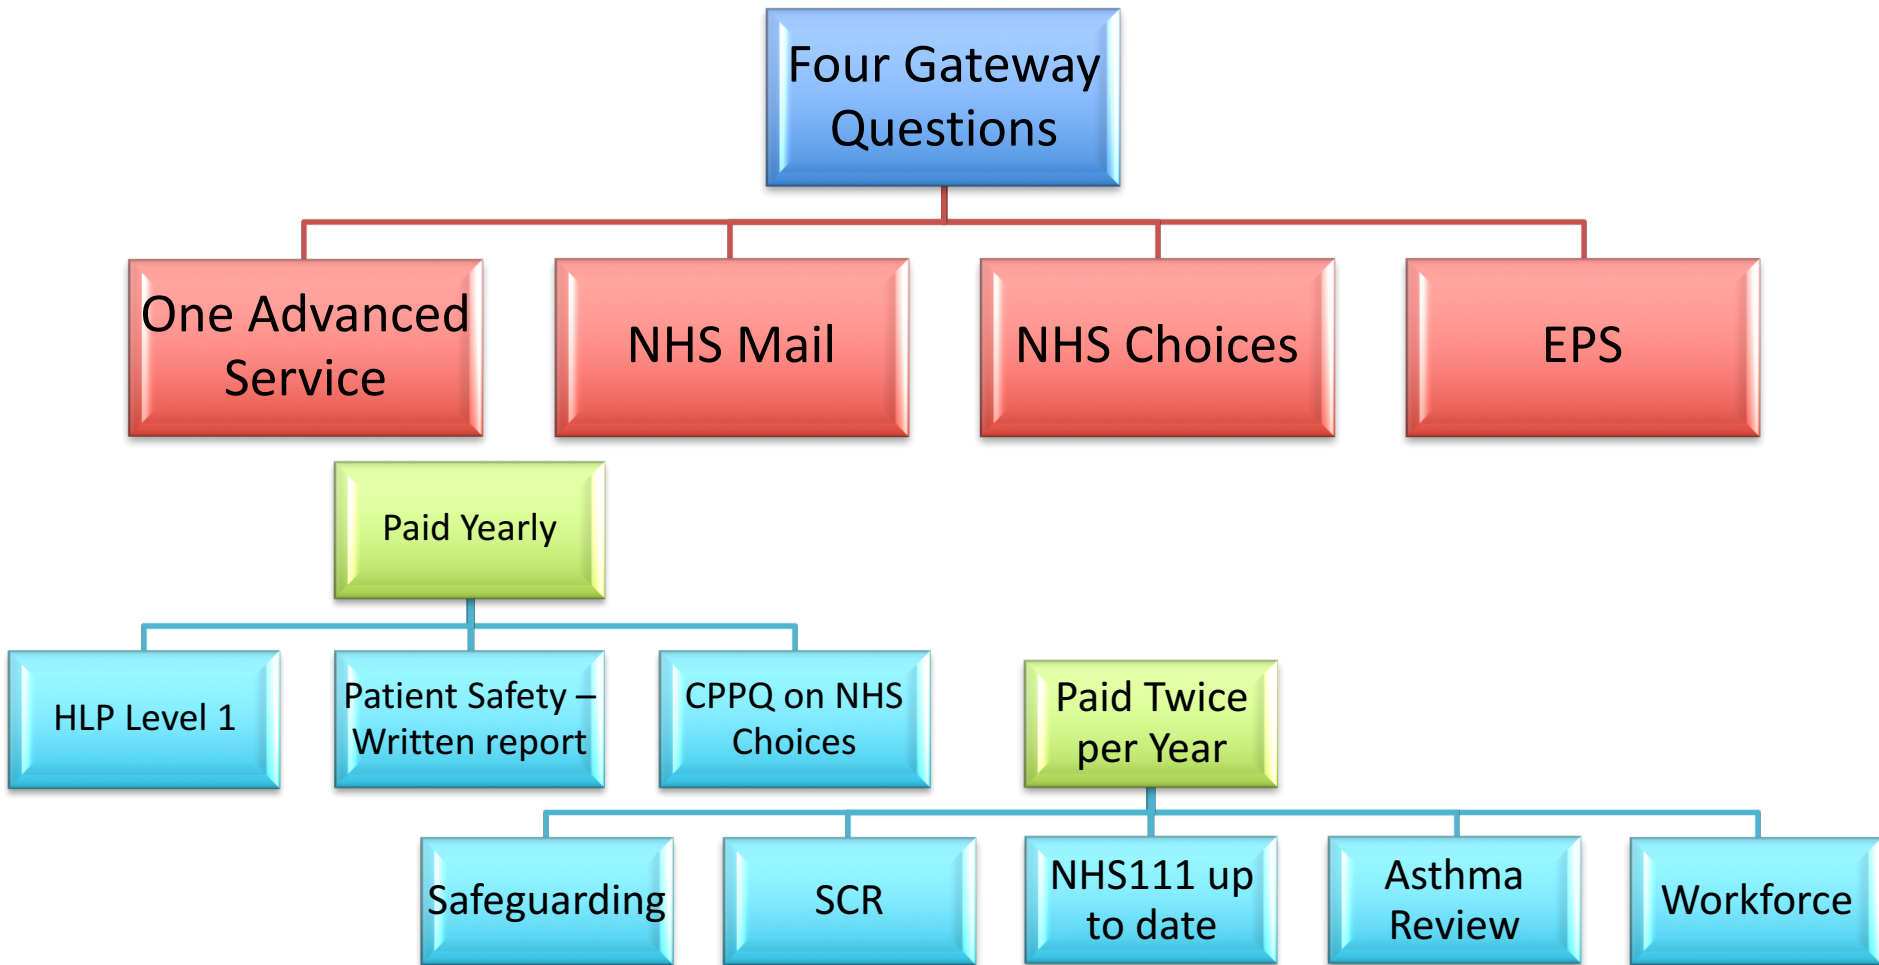 Four Gateway
Questions
One Advanced
Service
NHS Mail
NHS Choices
EPS
Paid Yearly
HLP Level 1
Patient Safety –
Written report
CPPQ on NHS
Choices
Paid Twice
per Year
Safeguarding
SCR
NHS111 up
to date
Asthma
Review
Workforce